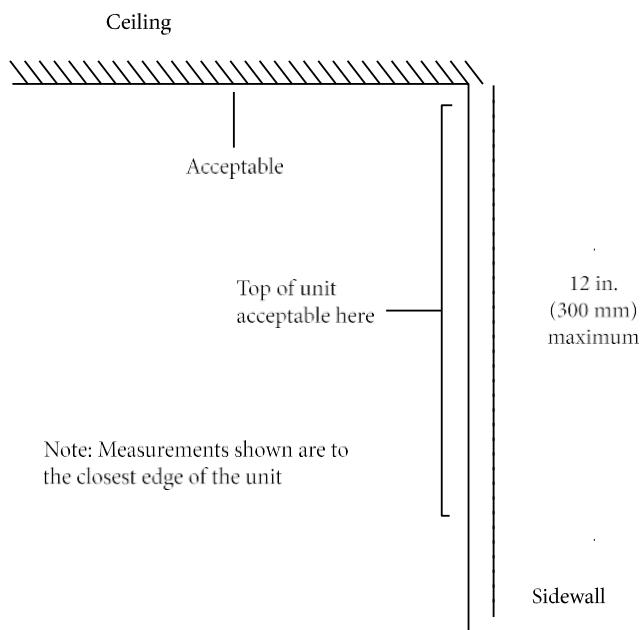 Ceiling
Acceptable
Top of unit
acceptable here
12 in.
(300 mm)
maximum
Note: Measurements shown are to
the closest edge of the unit
Sidewall